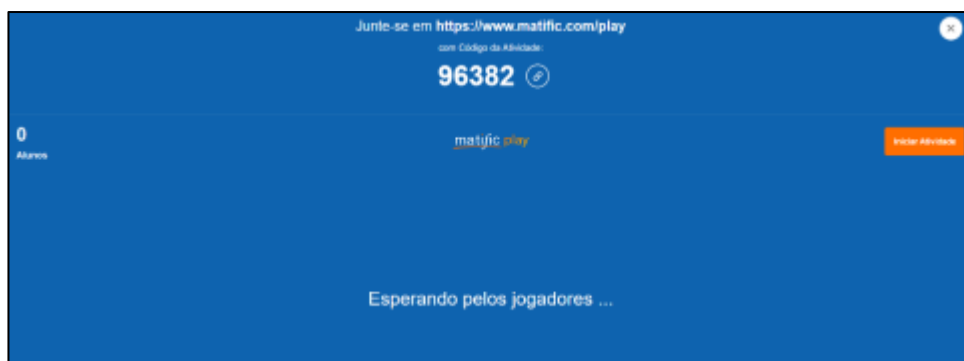 Junte-se em https://www.matific.com/play
com Código da Atividade:
96382
0
Alunos
matific play
Iniciar Atividade
Esperando pelos jogadores ...